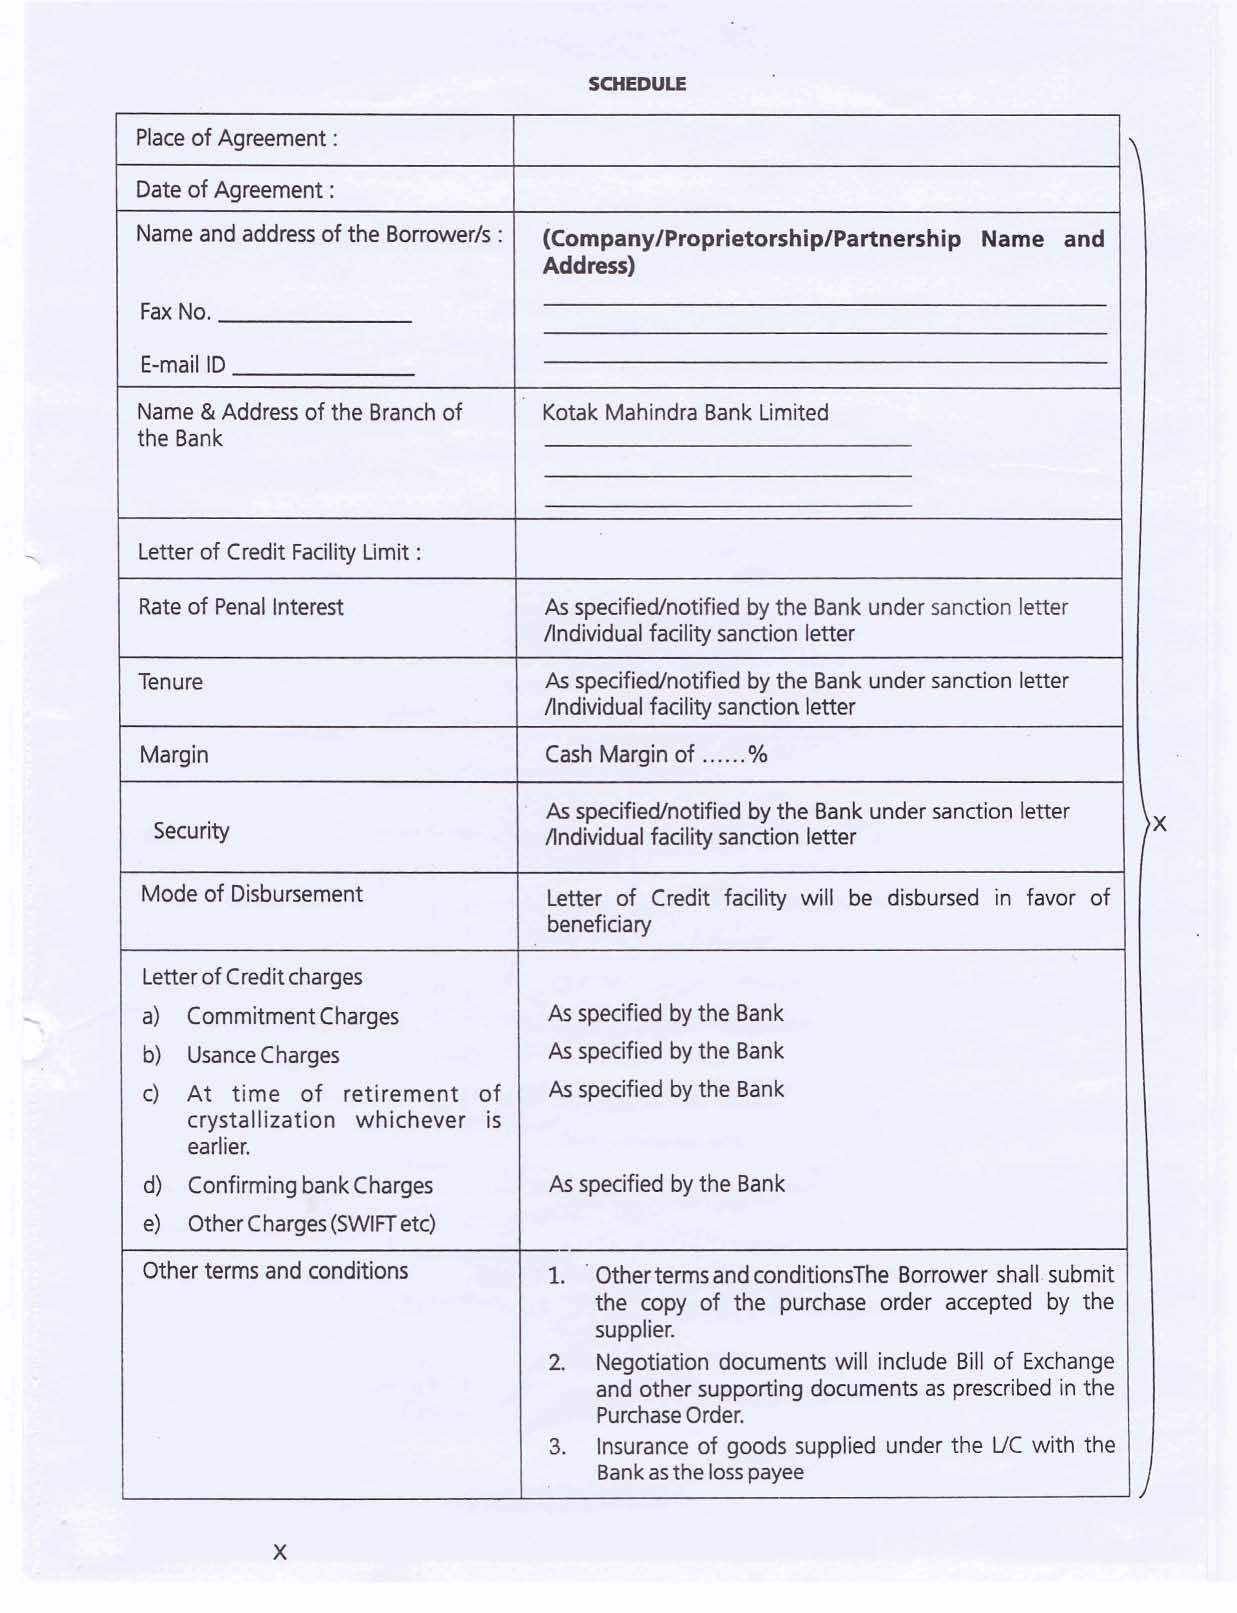 SCHEDULE
Place of Agreement :
Date of Agreement :
Name and address of the Borrower/s :
Fax No. ________________
E-mail ID ________________
(Company/Proprietorship/Partnership Name and
Address)
Name & Address of the Branch of
the Bank
Kotak Mahindra Bank Limited
Letter of Credit Facility Limit :
Rate of Penal Interest
As specified/notified by the Bank under sanction letter
/Individual facility sanction letter
Tenure
As specified/notified by the Bank under sanction letter
/Individual facility sanction letter
Margin
Cash Margin of ......%
Security
As specified/notified by the Bank under sanction letter
/Individual facility sanction letter
X
Mode of Disbursement
Letter of Credit facility will be disbursed in favor of
beneficiary
Letter of Credit charges
a) Commitment Charges
As specified by the Bank
b) Usance Charges
As specified by the Bank
c) At time of retirement of
crystallization whichever is
earlier.
As specified by the Bank
d) Confirming bank Charges
As specified by the Bank
e) Other Charges (SWIFT etc)
Other terms and conditions
1. Other terms and conditionsThe Borrower shall submit
the copy of the purchase order accepted by the
supplier.
2. Negotiation documents will include Bill of Exchange
and other supporting documents as prescribed in the
Purchase Order.
3. Insurance of goods supplied under the L/C with the
Bank as the loss payee
X